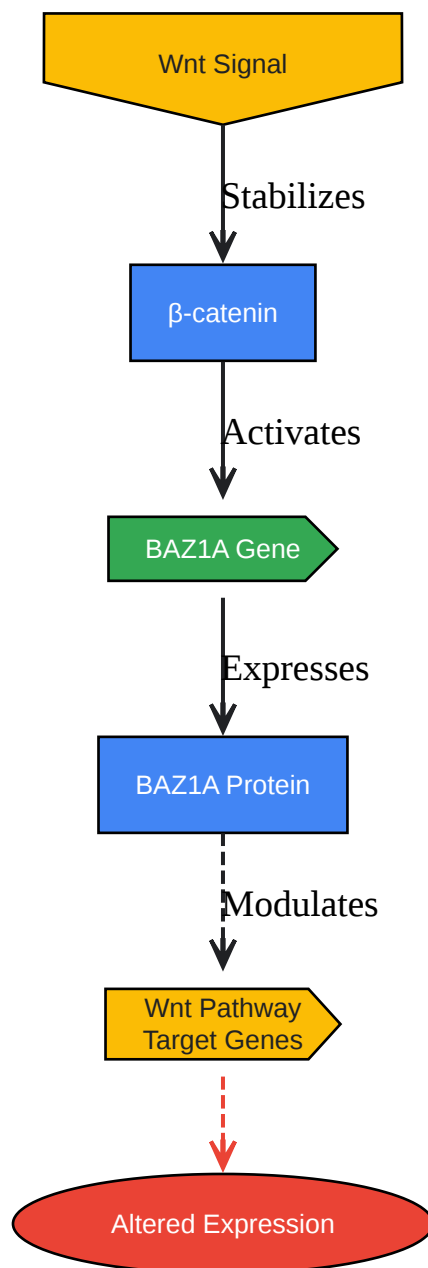 Wnt Signal
Stabilizes
β-catenin
Activates
BAZ1A Gene
Expresses
BAZ1A Protein
Modulates
Wnt Pathway
Target Genes
Altered Expression